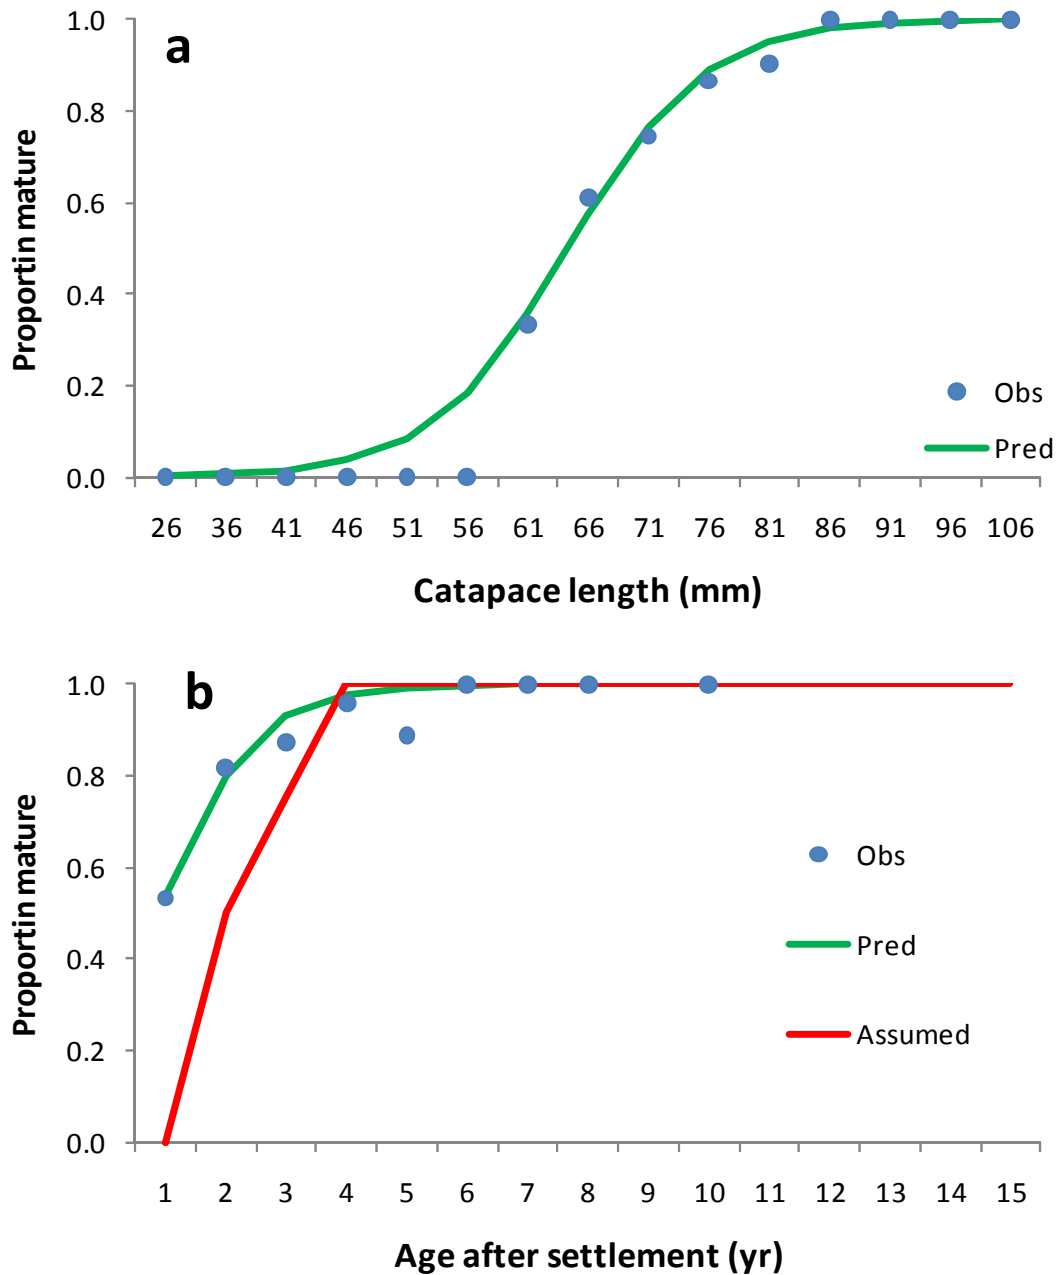 a
1.0
0.8
0.6
0.4
0.2
0.0
Proportin mature
Obs
Pred
26 36 41 46 51 56 61 66 71 76 81 86 91 96 106
Catapace length (mm)
b
1.0
0.8
0.6
0.4
0.2
0.0
Proportin mature
Obs
Pred
Assumed
1 2 3 4 5 6 7 8 9 10 11 12 13 14 15
Age after settlement (yr)